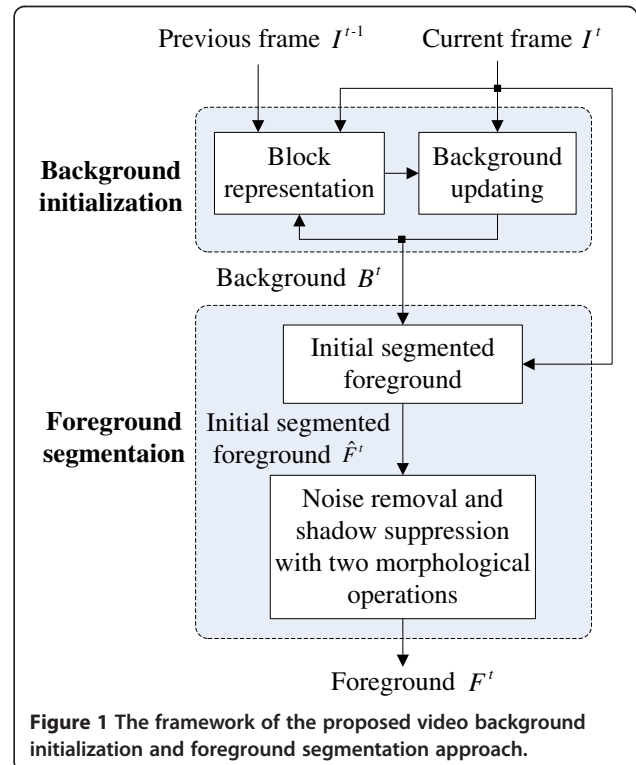 Previous frame I^{t-1}
Current frame I^t
Background
initialization
Block
representation
Background
updating
Background B^t
Initial segmented
foreground
Foreground
segmentaion
Initial segmented
foreground F̂^t
Noise removal and
shadow suppression
with two morphological
operations
Foreground F^t
Figure 1 The framework of the proposed video background
initialization and foreground segmentation approach.